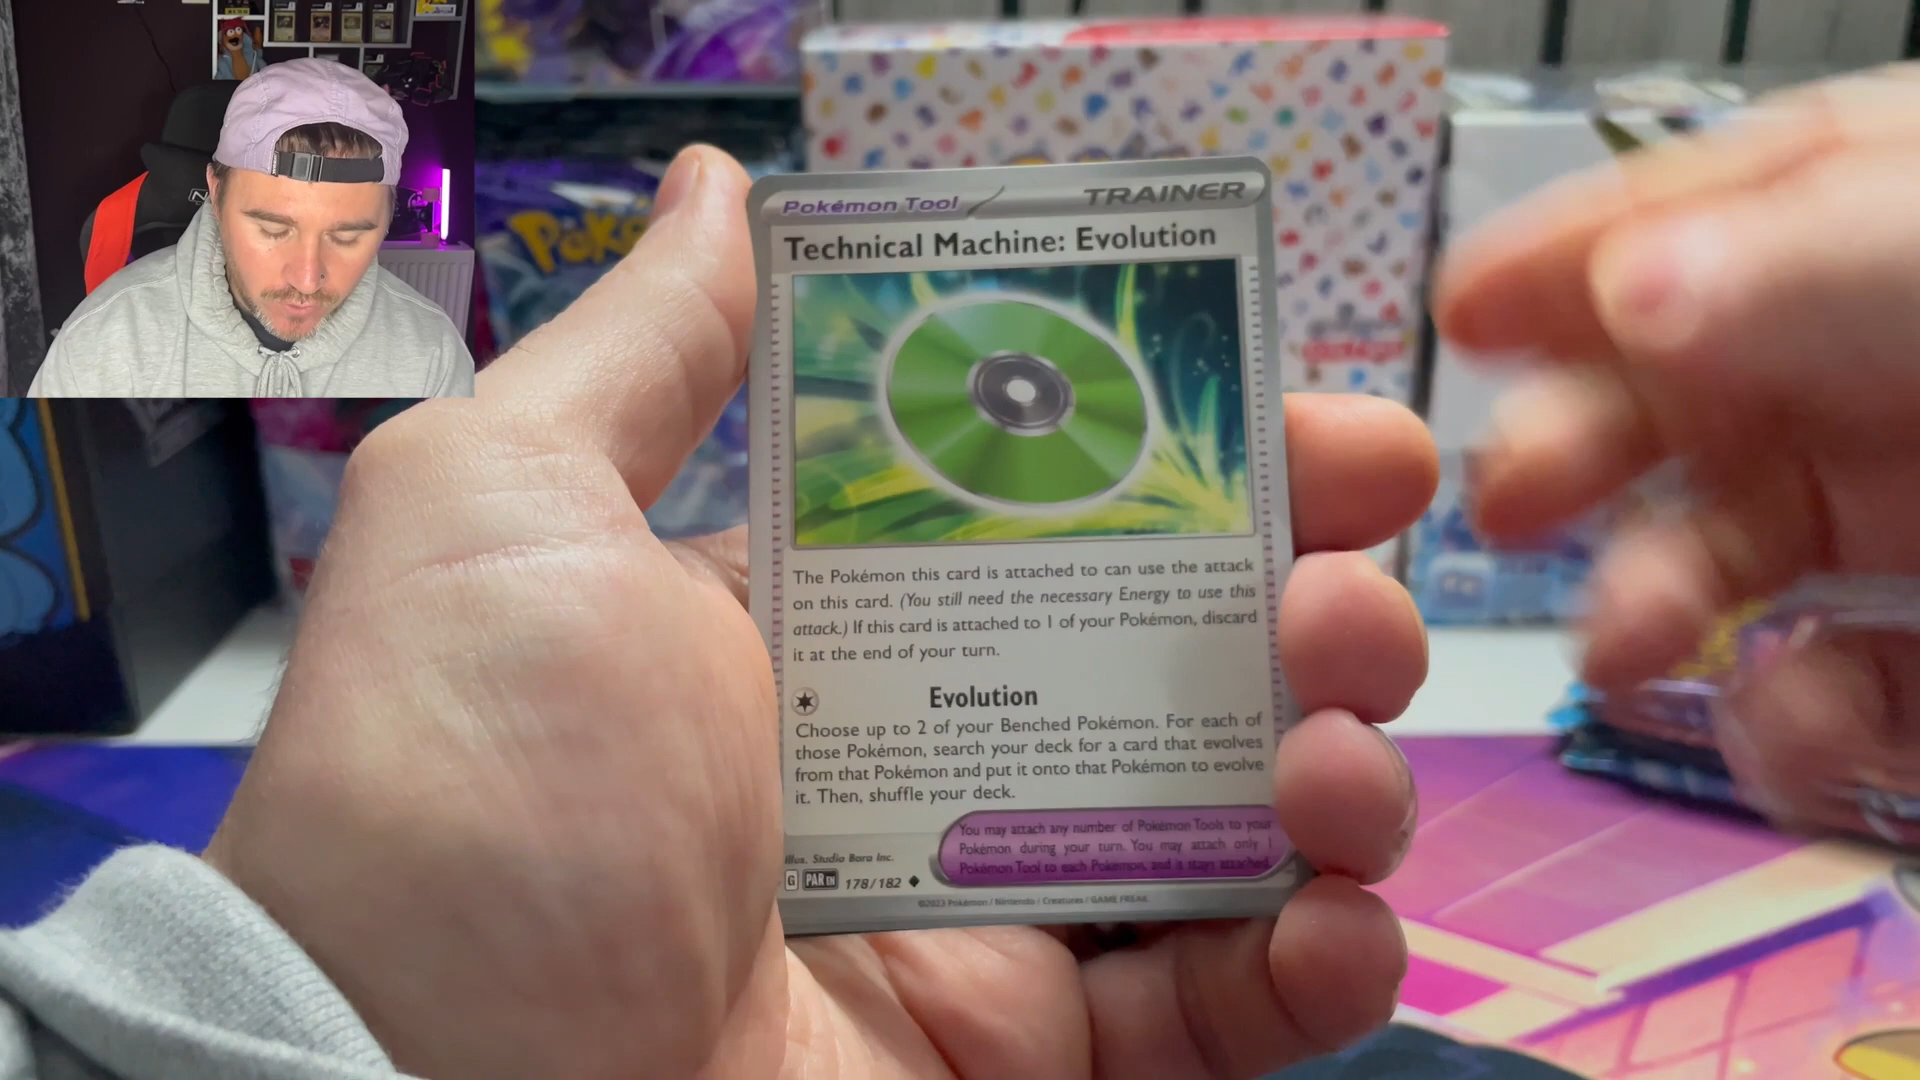 Poké
Pokémon Tool
TRAINER
Technical Machine: Evolution
The Pokémon this card is attached to can use the attack
on this card. (You still need the necessary Energy to use this
attack.) If this card is attached to 1 of your Pokémon, discard
it at the end of your turn.
Evolution
Choose up to 2 of your Benched Pokémon. For each of
those Pokémon, search your deck for a card that evolves
from that Pokémon and put it onto that Pokémon to evolve
it. Then, shuffle your deck.
You may attach any number of Pokémon Tools to your
Pokémon during your turn. You may attach only 1
Pokémon Tool to each Pokémon, and it stays attached.
Illus. Studio Bora Inc.
G PAR EN 178/182
©2023 Pokémon / Nintendo / Creatures / GAME FREAK